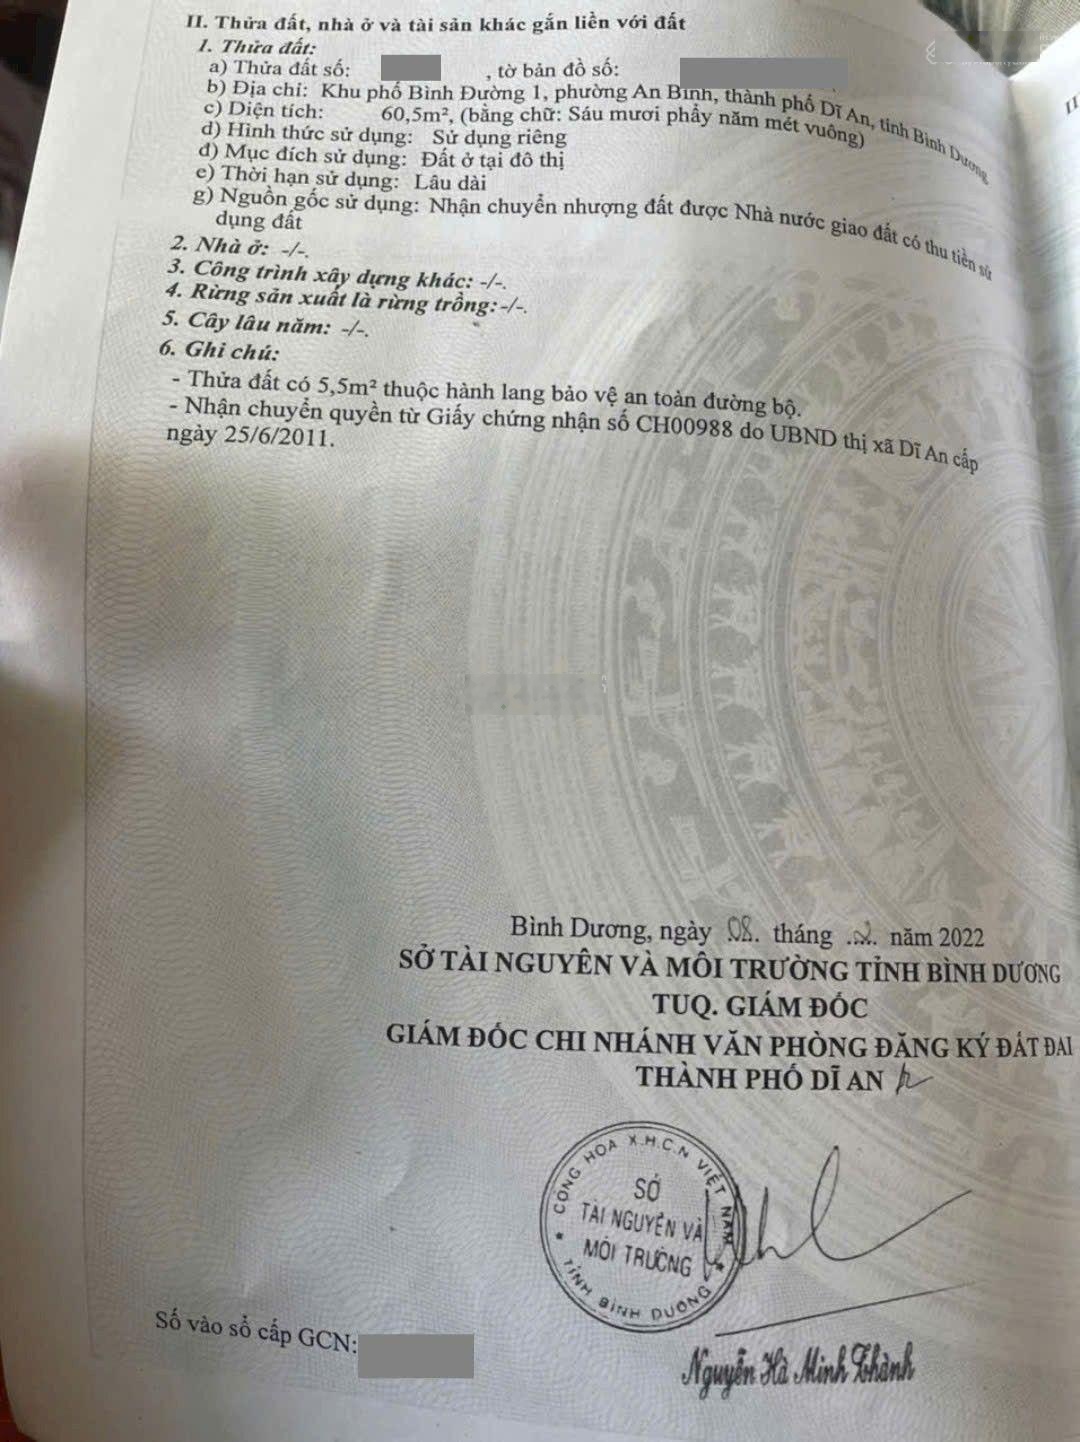 II. Thửa đất, nhà ở và tài sản khác gắn liền với đất
1. Thửa đất:
a) Thửa đất số: , tờ bản đồ số:
b) Địa chỉ: Khu phố Bình Đường 1, phường An Bình, thành phố Dĩ An, tỉnh Bình Dương
c) Diện tích: 60,5m², (bằng chữ: Sáu mươi phẩy năm mét vuông)
d) Hình thức sử dụng: Sử dụng riêng
đ) Mục đích sử dụng: Đất ở tại đô thị
e) Thời hạn sử dụng: Lâu dài
g) Nguồn gốc sử dụng: Nhận chuyển nhượng đất được Nhà nước giao đất có thu tiền sử
dụng đất
2. Nhà ở: -/-.
3. Công trình xây dựng khác: -/-.
4. Rừng sản xuất là rừng trồng: -/-.
5. Cây lâu năm: -/-.
6. Ghi chú:
- Thửa đất có 5,5m² thuộc hành lang bảo vệ an toàn đường bộ.
- Nhận chuyển quyền từ Giấy chứng nhận số CH00988 do UBND thị xã Dĩ An cấp
ngày 25/6/2011.
Bình Dương, ngày 08. tháng .02. năm 2022
SỞ TÀI NGUYÊN VÀ MÔI TRƯỜNG TỈNH BÌNH DƯƠNG
TUQ. GIÁM ĐỐC
GIÁM ĐỐC CHI NHÁNH VĂN PHÒNG ĐĂNG KÝ ĐẤT ĐAI
THÀNH PHỐ DĨ AN
CỘNG HÒA X.H.C.N VIỆT NAM
SỞ
TÀI NGUYÊN VÀ
MÔI TRƯỜNG
TỈNH BÌNH DƯƠNG
Nguyễn Hà Minh Thành
Số vào sổ cấp GCN: